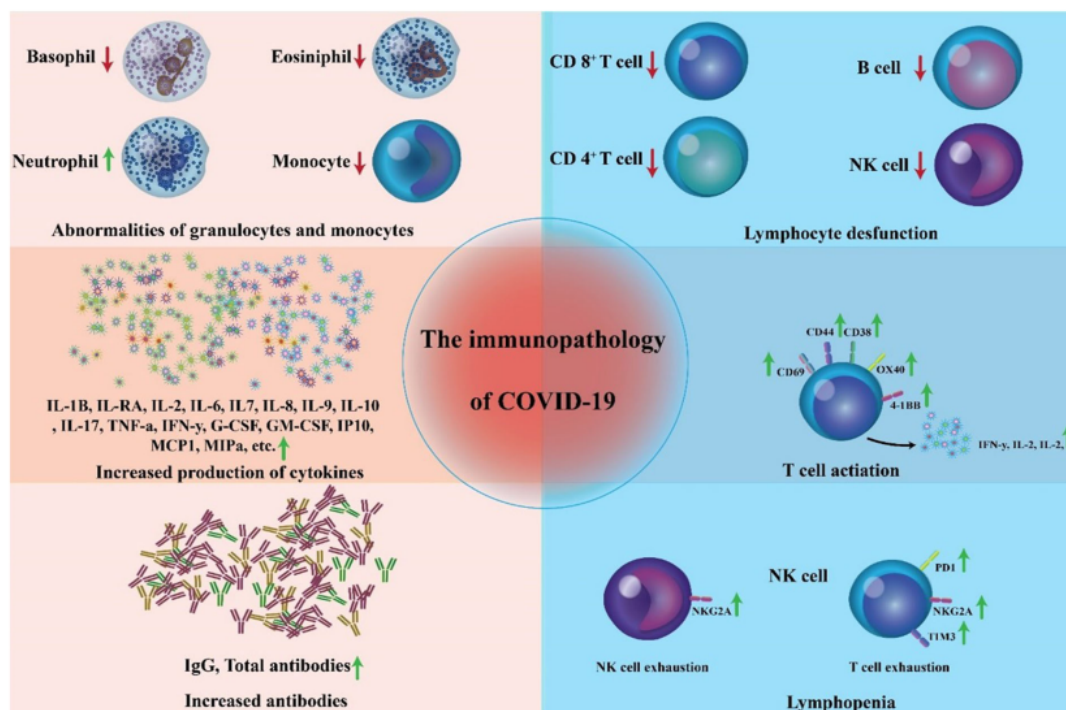 Basophil
Eosiniphil
Neutrophil
Monocyte
Abnormalities of granulocytes and monocytes
CD 8+ T cell
B cell
CD 4+ T cell
NK cell
Lymphocyte desfunction
The immunopathology
of COVID-19
IL-1B, IL-RA, IL-2, IL-6, IL7, IL-8, IL-9, IL-10
, IL-17, TNF-a, IFN-y, G-CSF, GM-CSF, IP10,
MCP1, MIPa, etc.
Increased production of cytokines
CD44
CD38
CD69
OX40
4-1BB
IFN-y, IL-2, IL-2,
T cell actiation
IgG, Total antibodies
Increased antibodies
NK cell
PD1
NKG2A
NKG2A
TIM3
NK cell exhaustion
T cell exhaustion
Lymphopenia